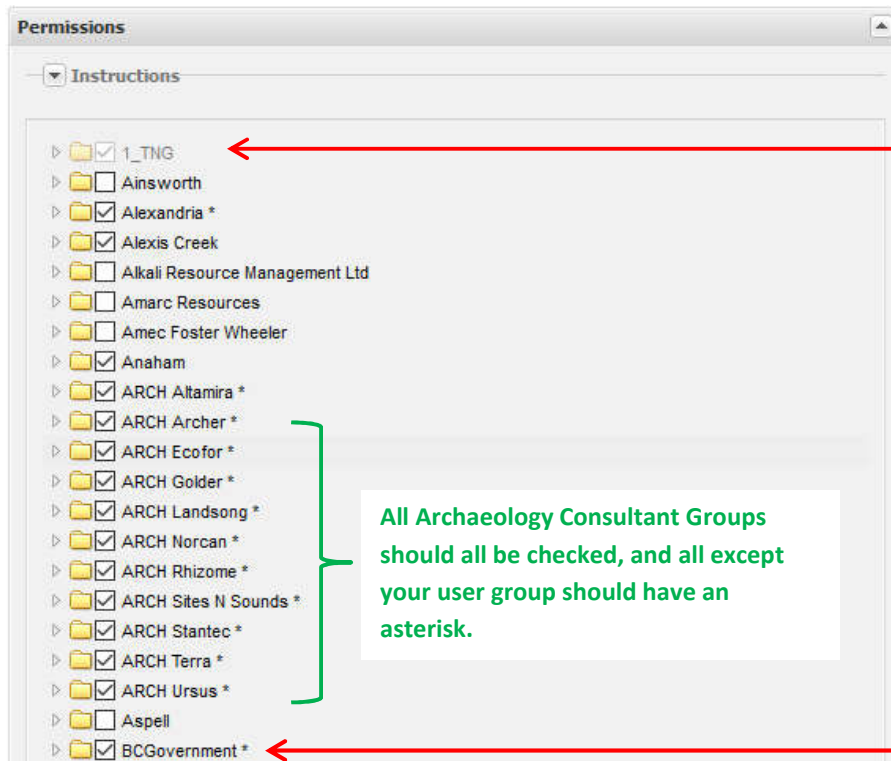 Permissions
Instructions
1_TNG
Ainsworth
Alexandria *
Alexis Creek
Alkali Resource Management Ltd
Amarc Resources
Amec Foster Wheeler
Anaham
ARCH Altamira *
ARCH Archer *
ARCH Ecofor *
ARCH Golder *
ARCH Landsong *
ARCH Norcan *
ARCH Rhizome *
ARCH Sites N Sounds *
ARCH Stantec *
ARCH Terra *
ARCH Ursus *
Aspell
BCGovernment *
All Archaeology Consultant Groups
should all be checked, and all except
your user group should have an
asterisk.